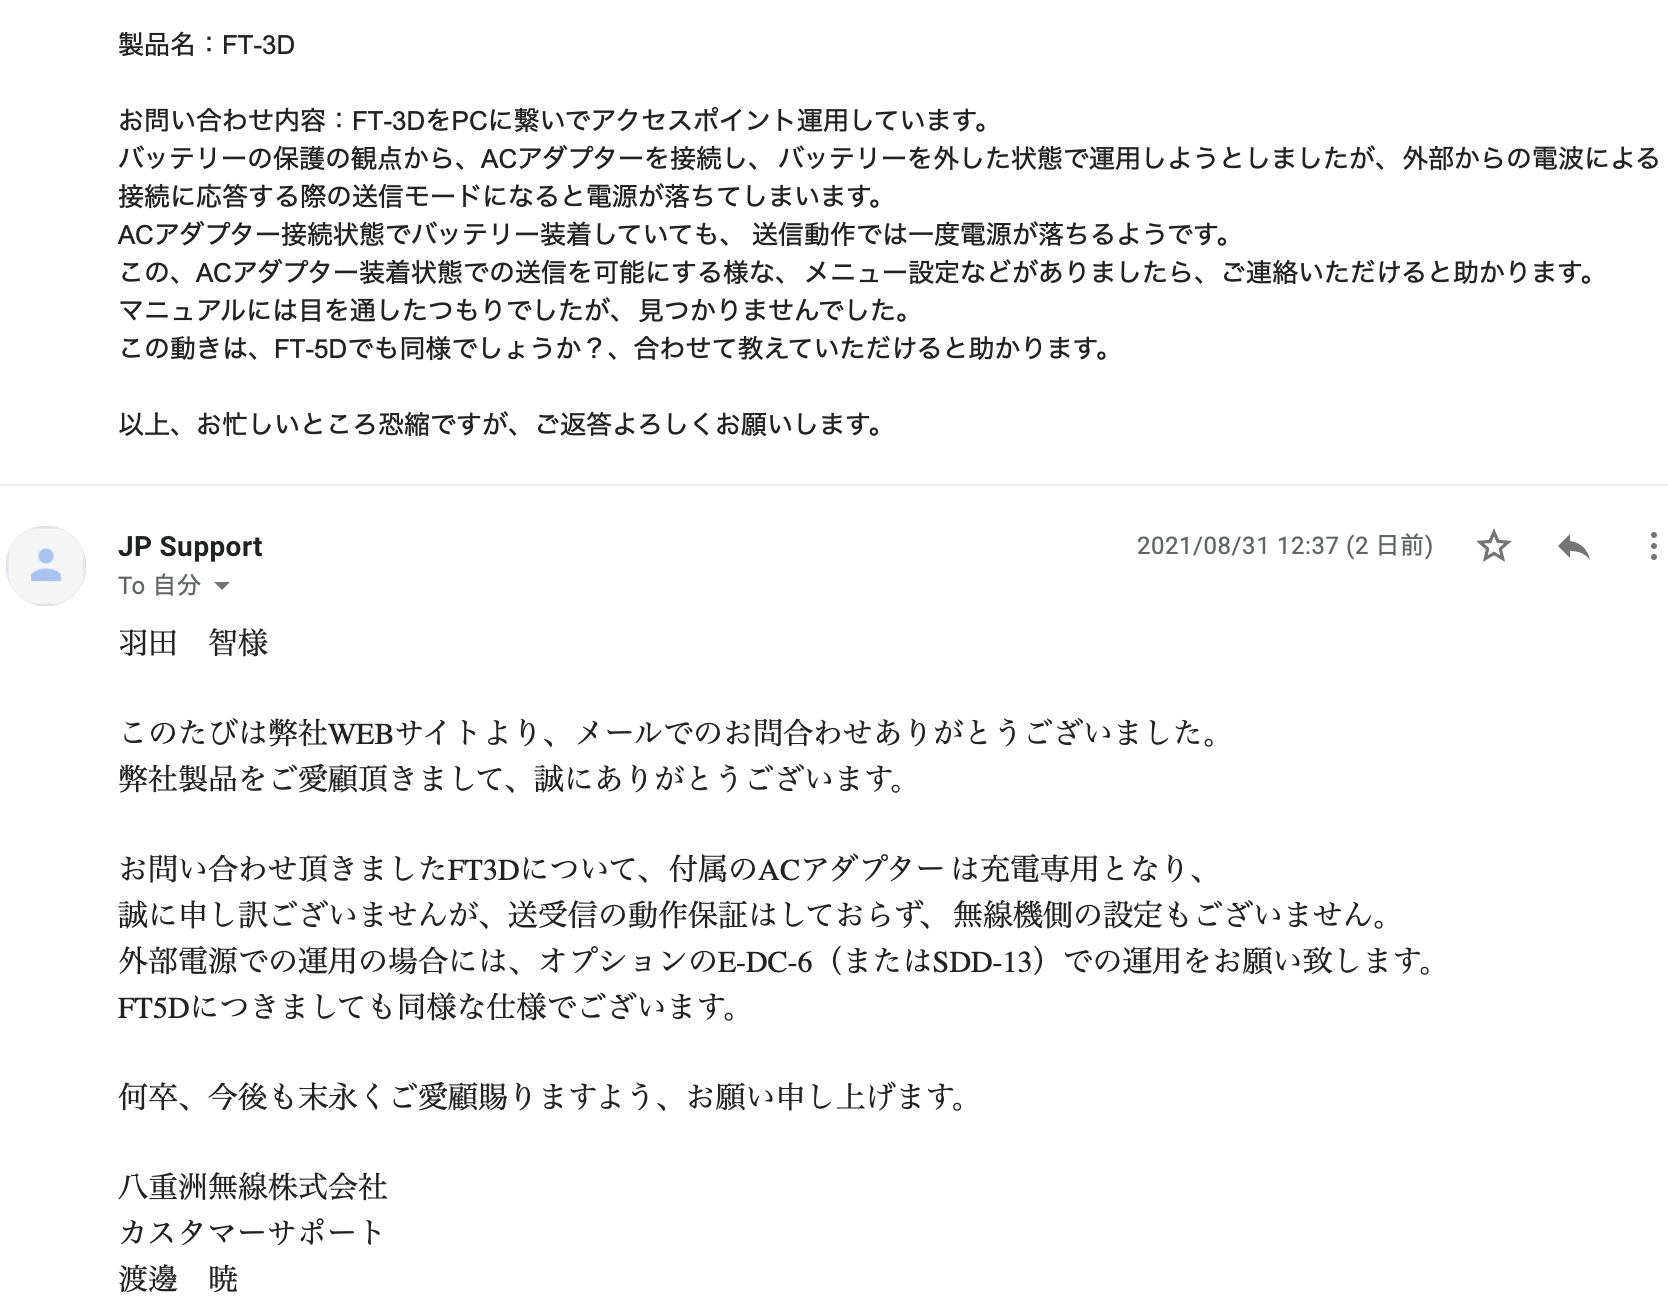 製品名：FT-3D
お問い合わせ内容：FT-3DをPCに繋いでアクセスポイント運用しています。
バッテリーの保護の観点から、ACアダプターを接続し、バッテリーを外した状態で運用しようとしましたが、外部からの電波による
接続に応答する際の送信モードになると電源が落ちてしまいます。
ACアダプター接続状態でバッテリー装着していても、 送信動作では一度電源が落ちるようです。
この、ACアダプター装着状態での送信を可能にする様な、メニュー設定などがありましたら、ご連絡いただけると助かります。
マニュアルには目を通したつもりでしたが、見つかりませんでした。
この動きは、FT-5Dでも同様でしょうか？、合わせて教えていただけると助かります。
以上、お忙しいところ恐縮ですが、ご返答よろしくお願いします。
JP Support
2021/08/31 12:37 (2 日前)
To 自分
羽田　智様
このたびは弊社WEBサイトより、メールでのお問合わせありがとうございました。
弊社製品をご愛顧頂きまして、誠にありがとうございます。
お問い合わせ頂きましたFT3Dについて、付属のACアダプター は充電専用となり、
誠に申し訳ございませんが、送受信の動作保証はしておらず、無線機側の設定もございません。
外部電源での運用の場合には、オプションのE-DC-6（またはSDD-13）での運用をお願い致します。
FT5Dにつきましても同様な仕様でございます。
何卒、今後も末永くご愛顧賜りますよう、お願い申し上げます。
八重洲無線株式会社
カスタマーサポート
渡邊　暁